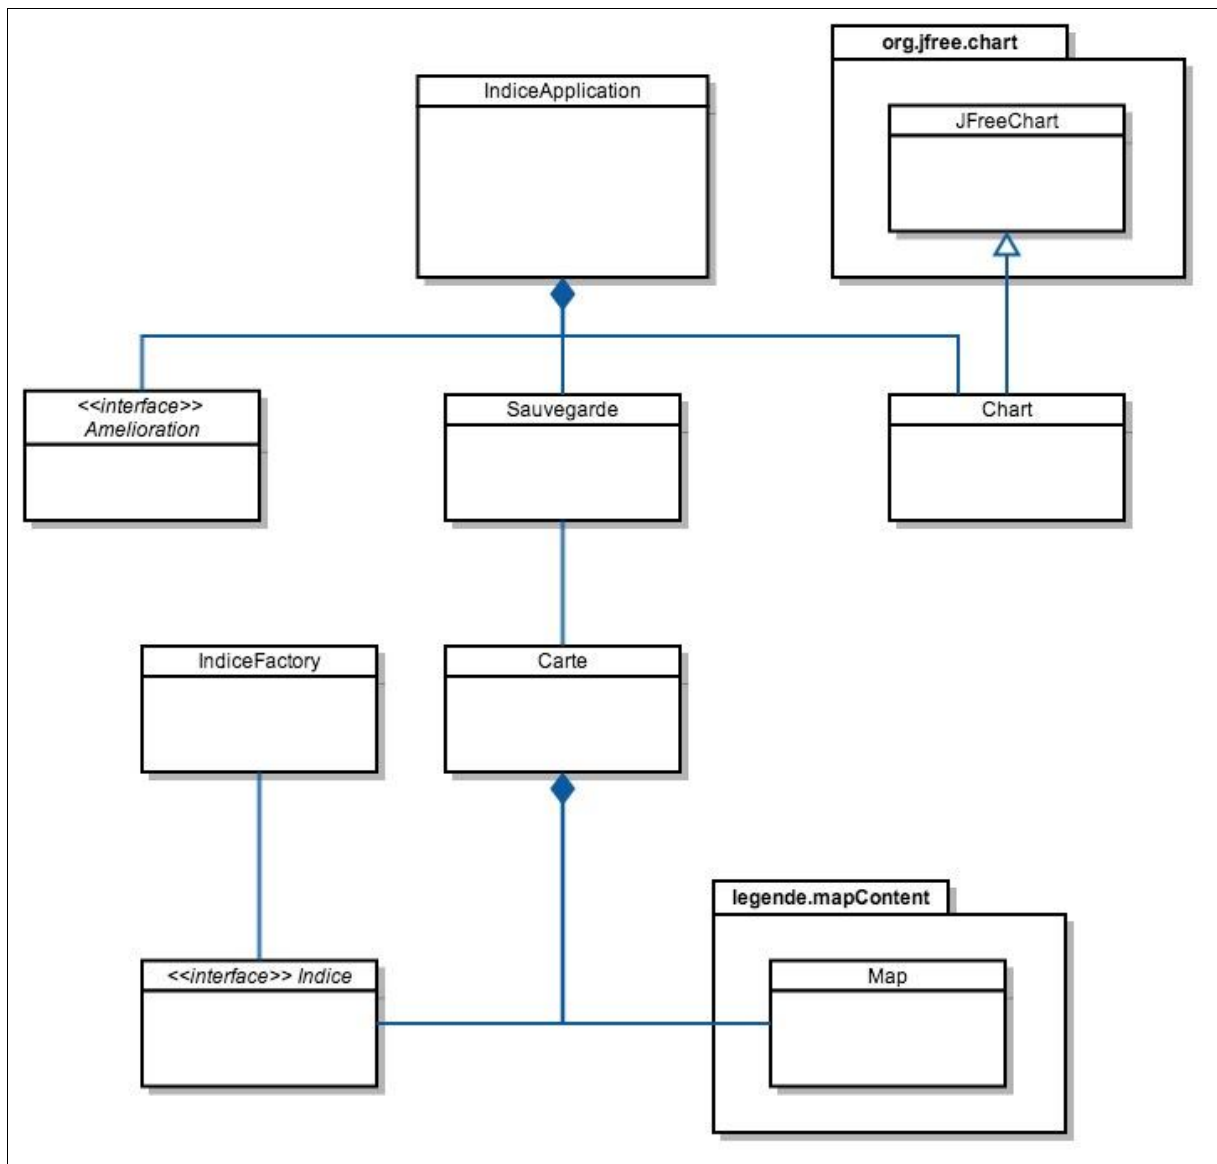 org.jfree.chart
IndiceApplication
JFreeChart
<<interface>>
Amelioration
Sauvegarde
Chart
IndiceFactory
Carte
legende.mapContent
<<interface>> Indice
Map